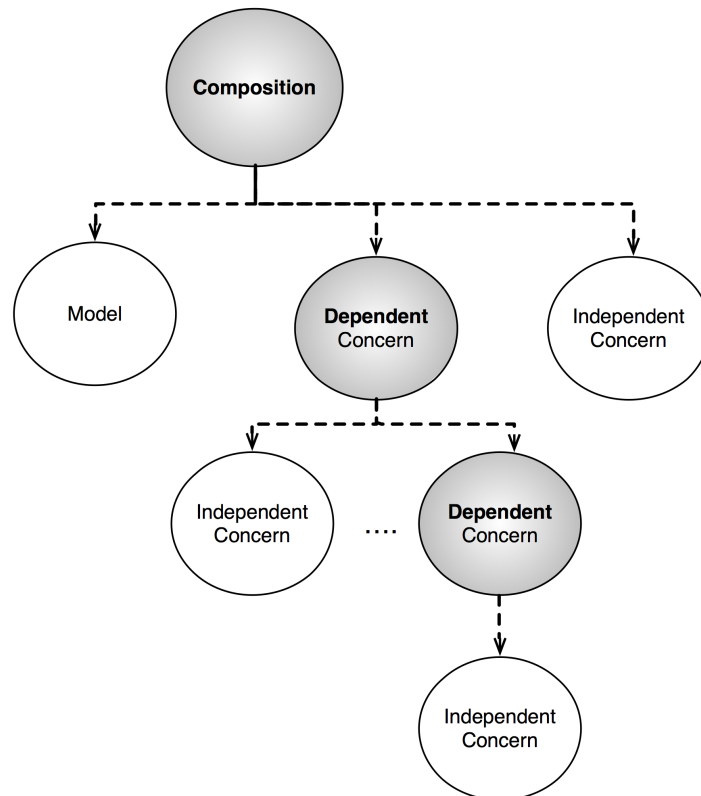 Composition
Model
Dependent
Concern
Independent
Concern
Independent
Concern
....
Dependent
Concern
Independent
Concern